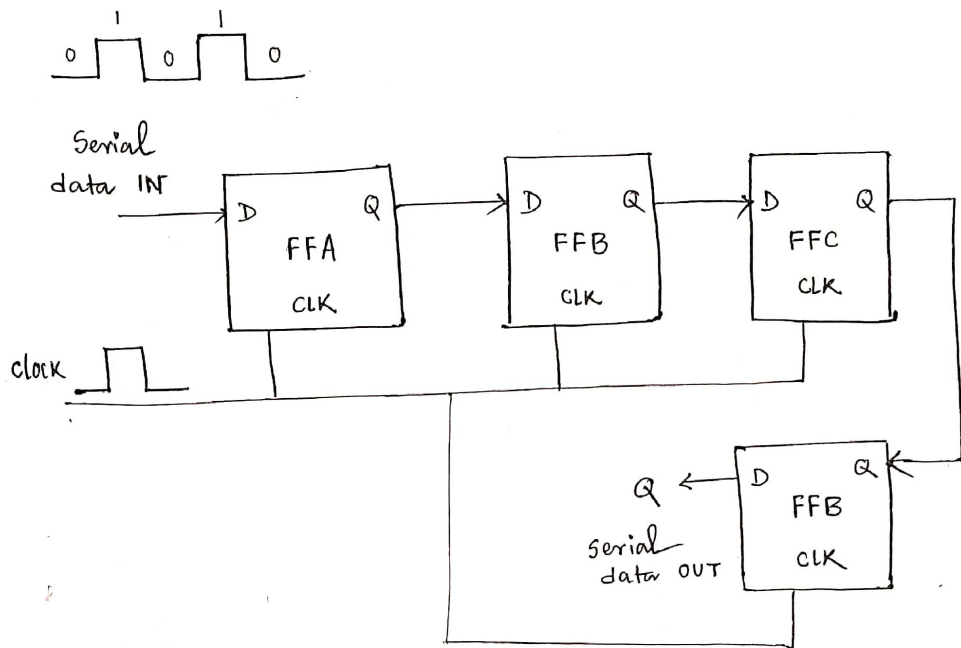 1 1
0 0 0
Serial
data IN
D Q
FFA
CLK
D Q
FFB
CLK
D Q
FFC
CLK
clock
D Q
FFB
CLK
Q
Serial
data OUT